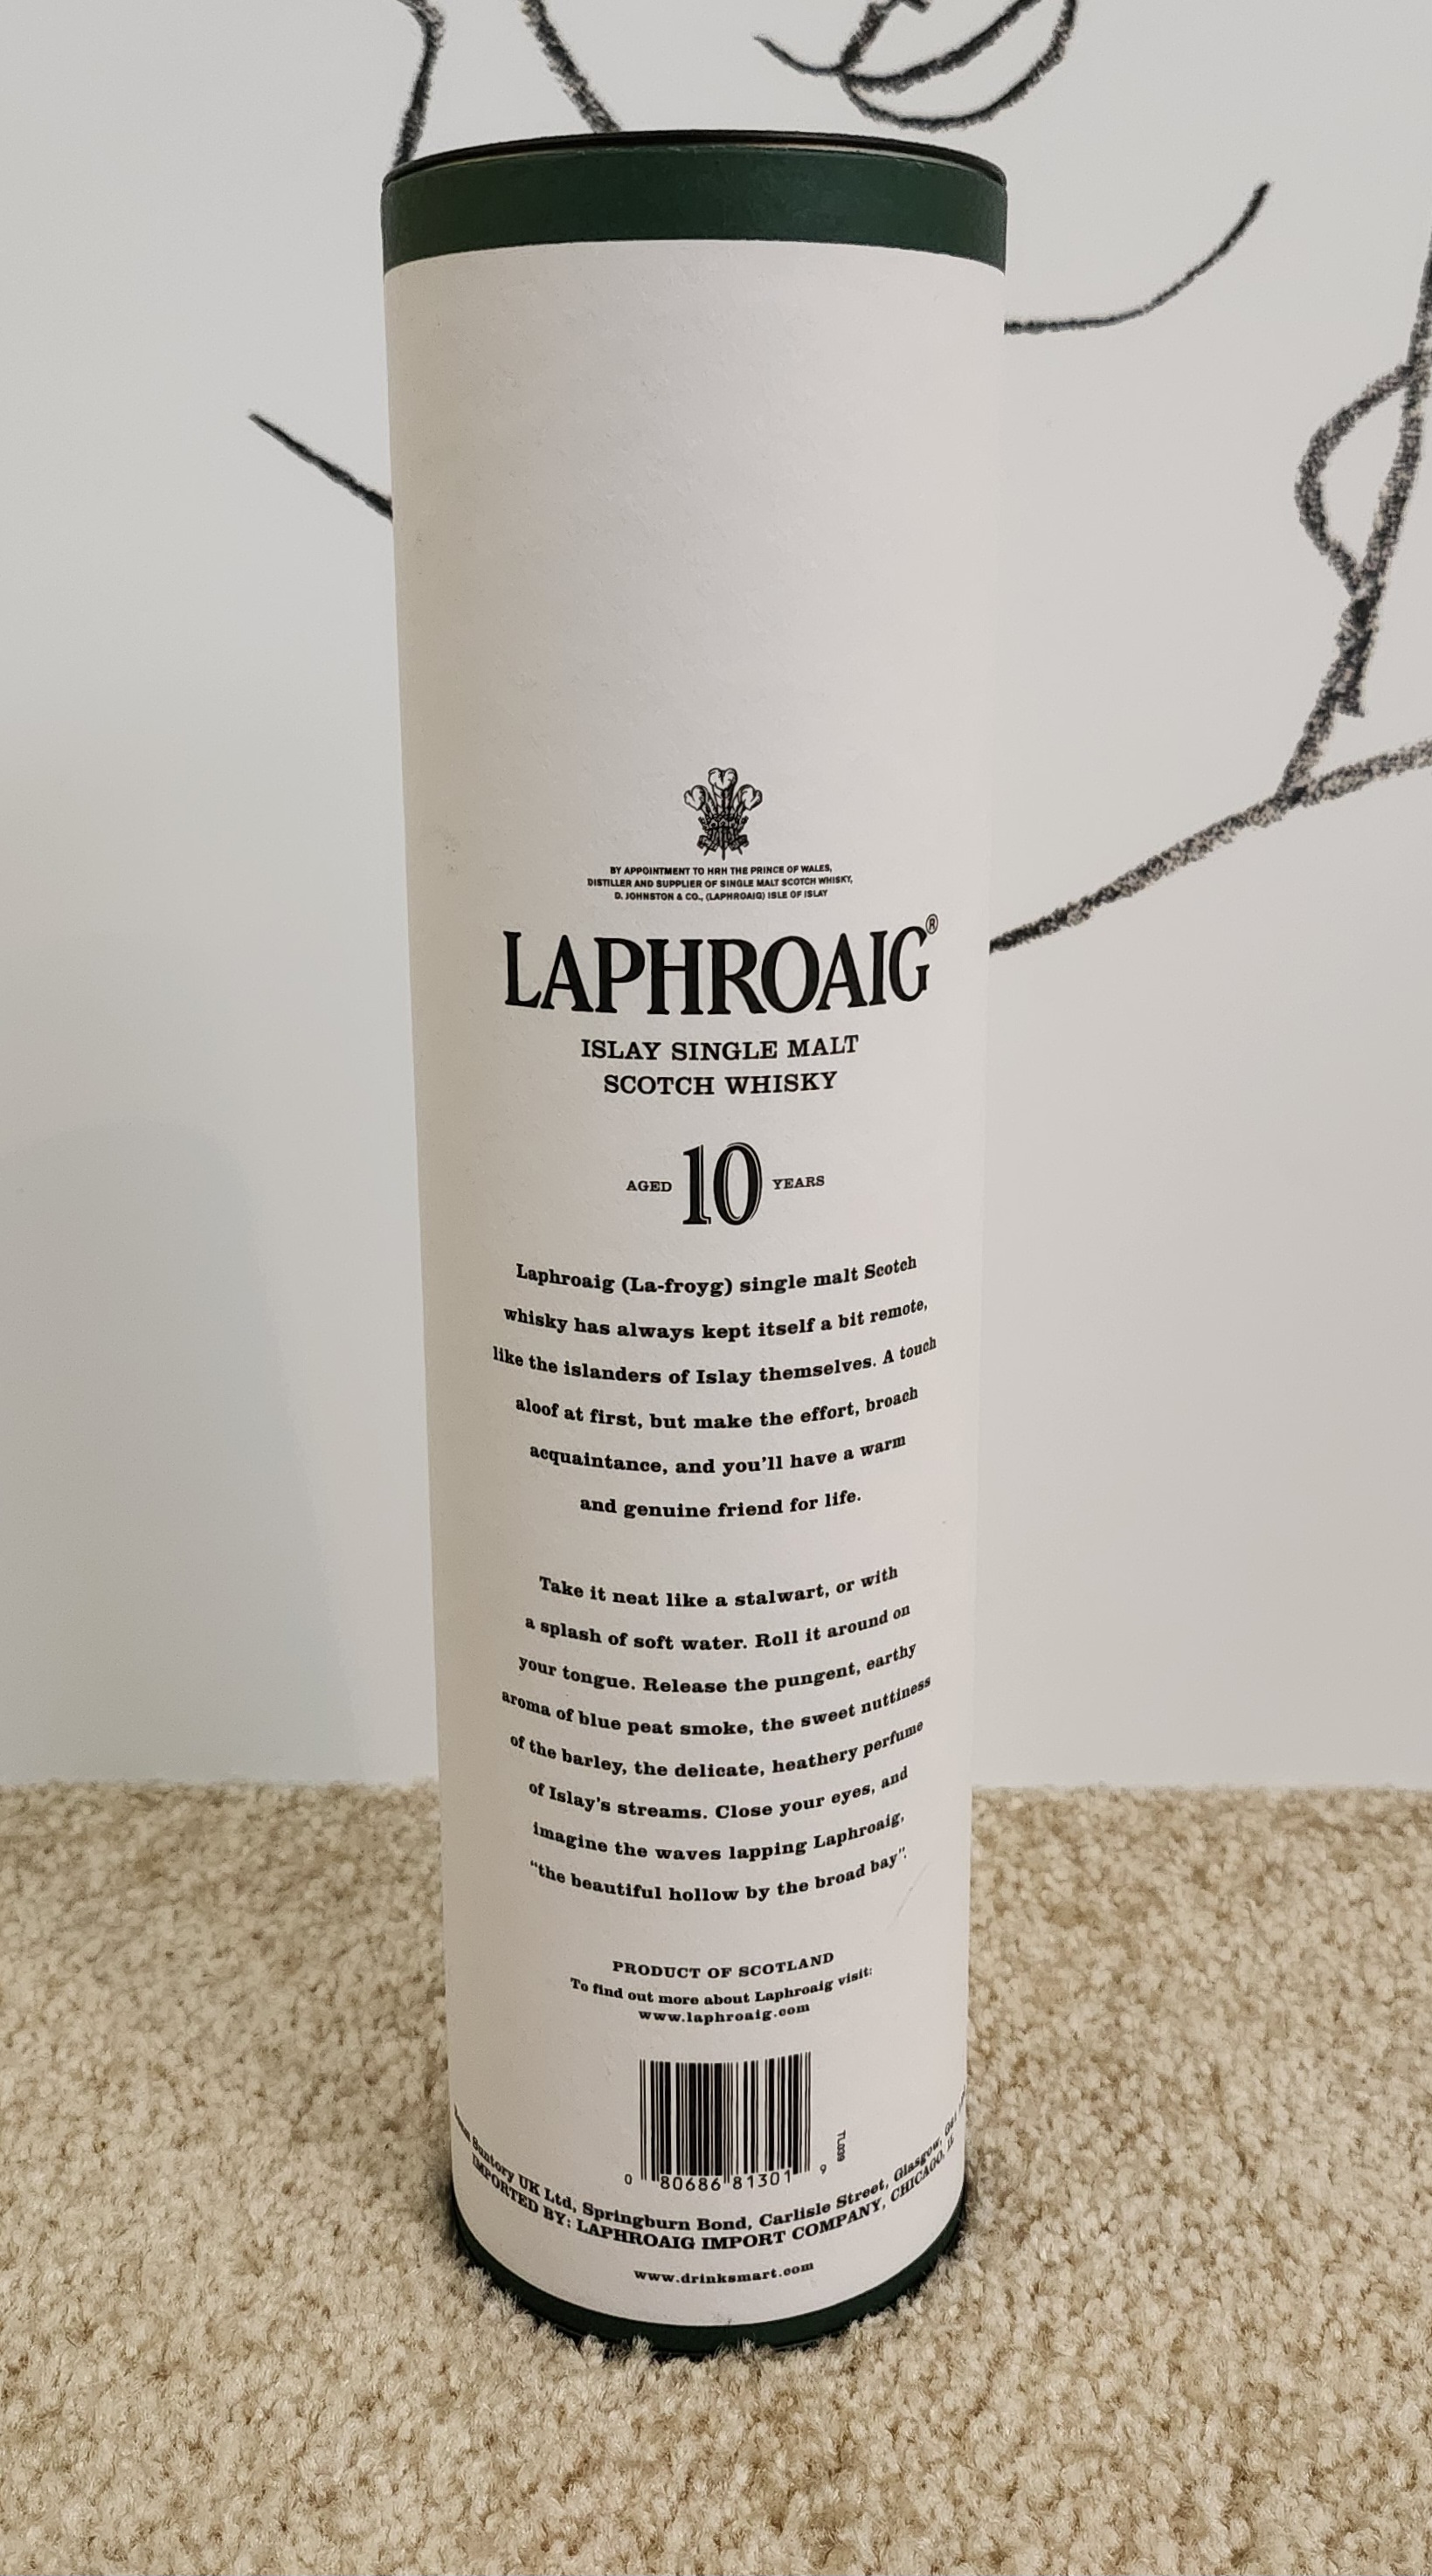 BY APPOINTMENT TO HRH THE PRINCE OF WALES,
DISTILLER AND SUPPLIER OF SINGLE MALT SCOTCH WHISKY,
D. JOHNSTON & CO., (LAPHROAIG) ISLE OF ISLAY
LAPHROAIG®
ISLAY SINGLE MALT
SCOTCH WHISKY
AGED 10 YEARS
Laphroaig (La-froyg) single malt Scotch
whisky has always kept itself a bit remote,
like the islanders of Islay themselves. A touch
aloof at first, but make the effort, broach
acquaintance, and you'll have a warm
and genuine friend for life.
Take it neat like a stalwart, or with
a splash of soft water. Roll it around on
your tongue. Release the pungent, earthy
aroma of blue peat smoke, the sweet nuttiness
of the barley, the delicate, heathery perfume
of Islay's streams. Close your eyes, and
imagine the waves lapping Laphroaig,
"the beautiful hollow by the broad bay".
PRODUCT OF SCOTLAND
To find out more about Laphroaig visit:
www.laphroaig.com
0 80686 81301 9
TL039
Suntory UK Ltd, Springburn Bond, Carlisle Street, Glasgow,
IMPORTED BY: LAPHROAIG IMPORT COMPANY, CHICAGO, IL
www.drinksmart.com